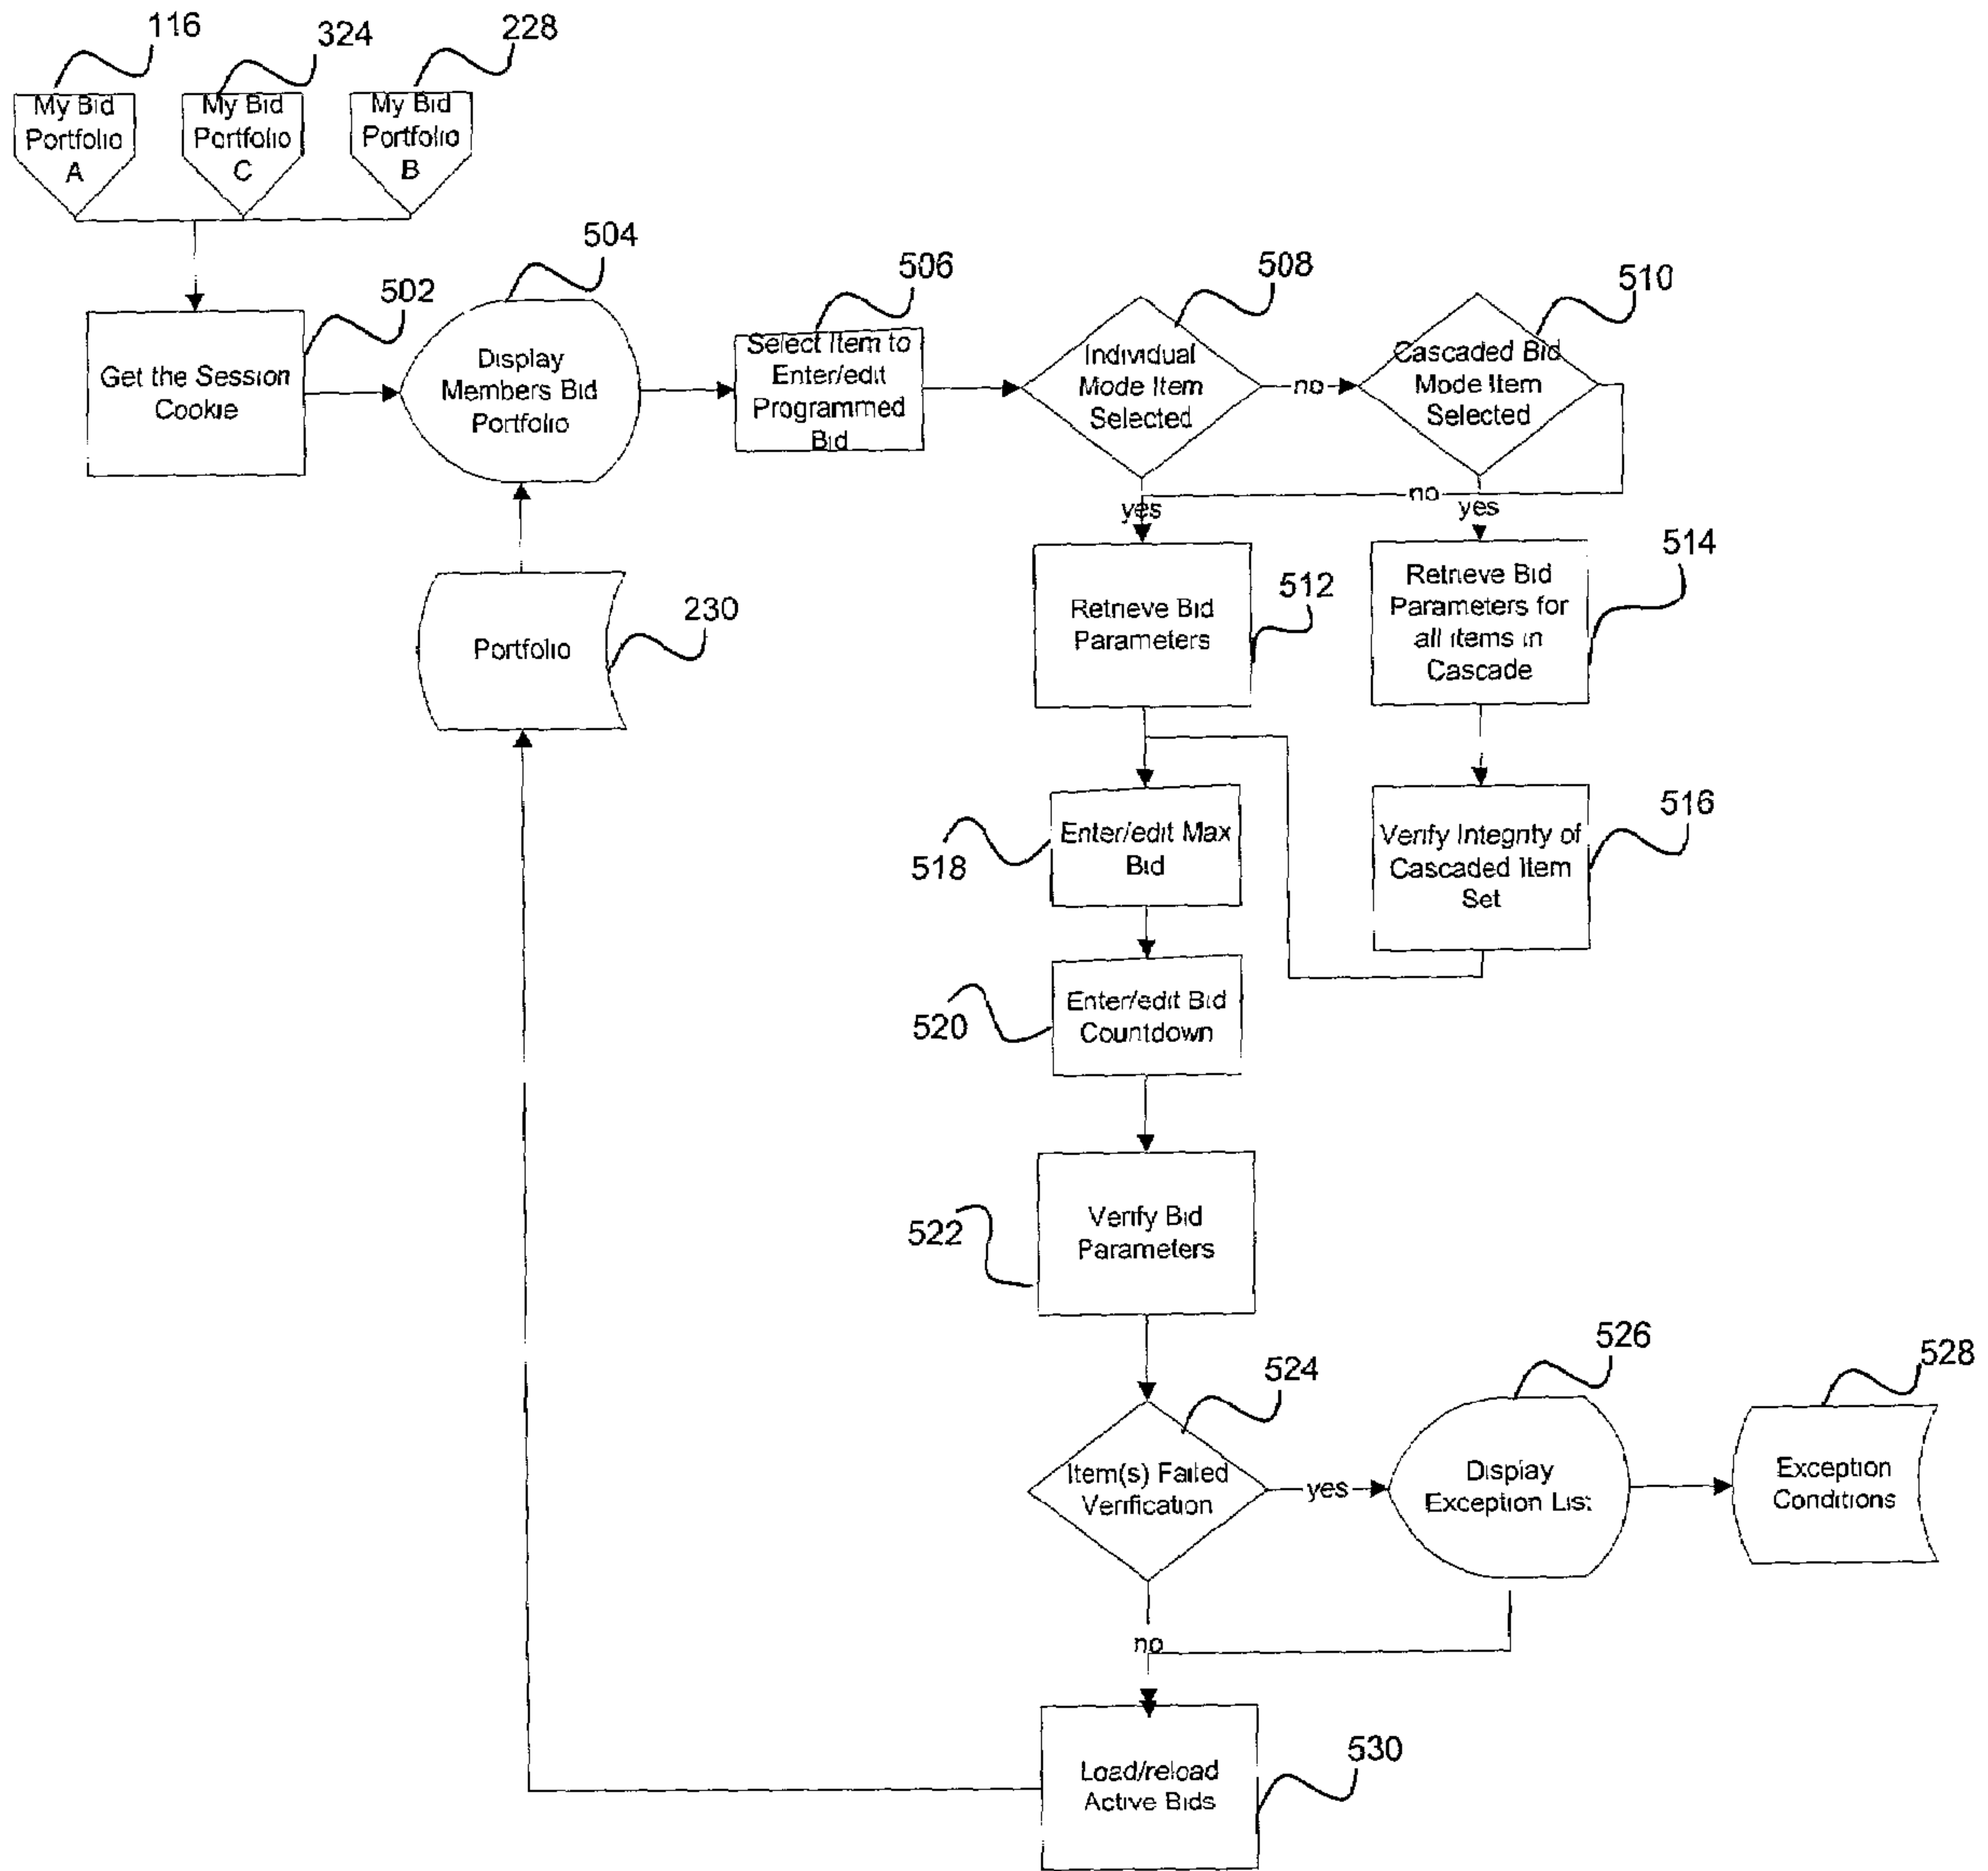 116
324
228
My Bid
Portfolio
A
My Bid
Portfolio
C
My Bid
Portfolio
B
502
504
506
508
510
Get the Session
Cookie
Display
Members Bid
Portfolio
Select Item to
Enter/edit
Programmed
Bid
Individual
Mode Item
Selected
no
Cascaded Bid
Mode Item
Selected
no
yes
yes
Portfolio
230
Retrieve Bid
Parameters
512
Retrieve Bid
Parameters for
all items in
Cascade
514
518
Enter/edit Max
Bid
Verify Integrity of
Cascaded Item
Set
516
520
Enter/edit Bid
Countdown
522
Verify Bid
Parameters
524
526
528
Item(s) Failed
Verification
yes
Display
Exception List
Exception
Conditions
no
Load/reload
Active Bids
530